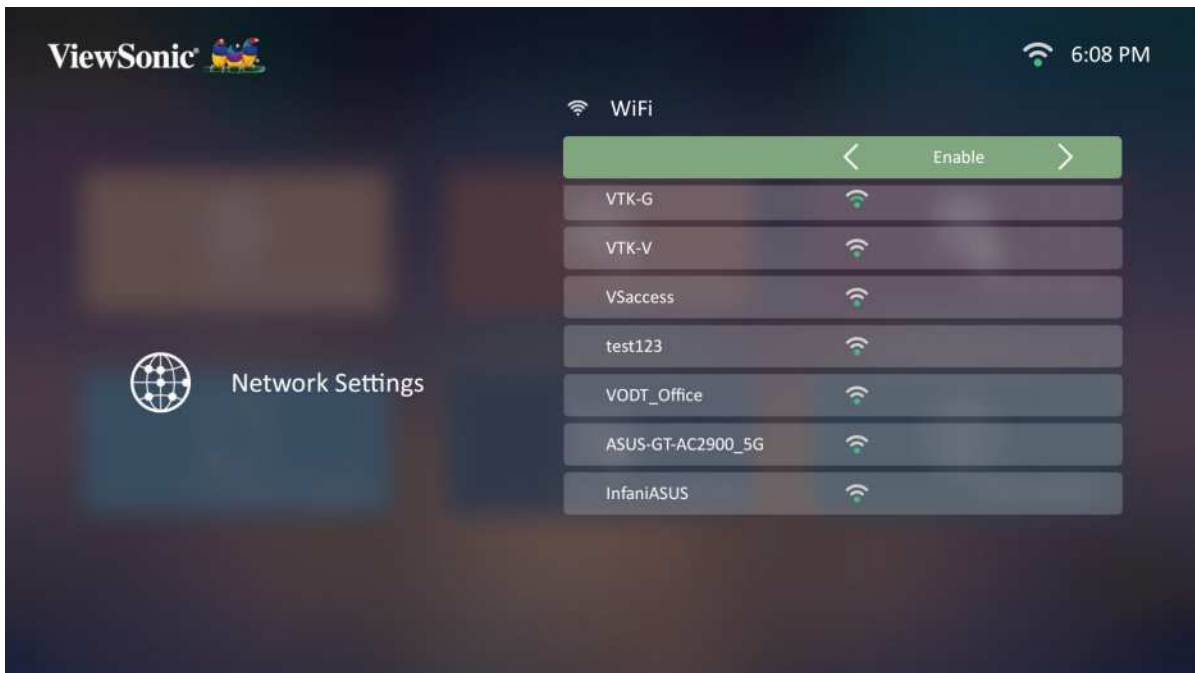 ViewSonic
6:08 PM
WiFi
Enable
VTK-G
VTK-V
VSaccess
test123
Network Settings
VODT_Office
ASUS-GT-AC2900_5G
InfaniASUS